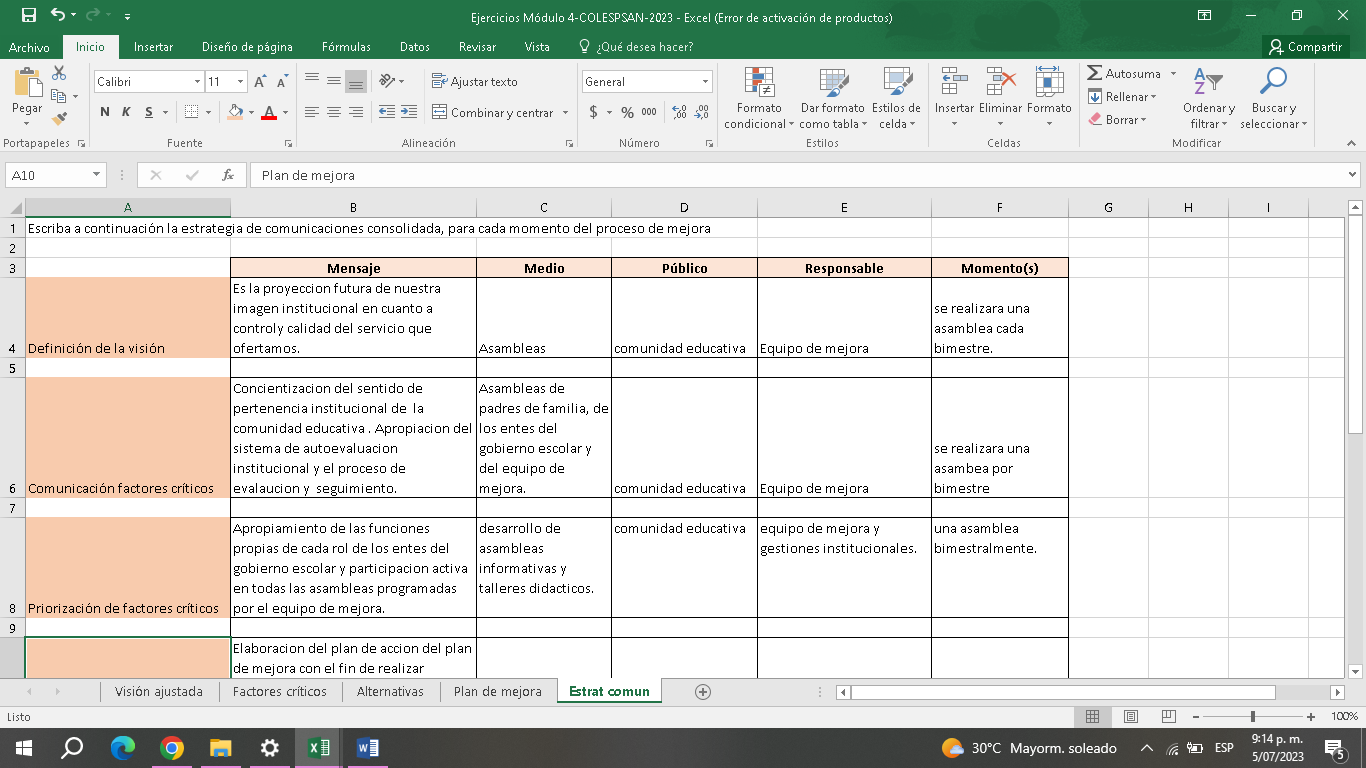 Ejercicios Módulo 4-COLESPSAN-2023 - Excel (Error de activación de productos)
Archivo Inicio Insertar Diseño de página Fórmulas Datos Revisar Vista ¿Qué desea hacer? Compartir
Pegar
Calibri 11
N K S
A
Ajustar texto
Combinar y centrar
General
$ % 000
Formato condicional
Dar formato como tabla
Estilos de celda
Insertar Eliminar Formato
Autosuma
Rellenar
Borrar
Ordenar y filtrar
Buscar y seleccionar
Portapapeles Fuente Alineación Número Estilos Celdas Modificar
A10 fx Plan de mejora
A B C D E F G H I
1 Escriba a continuación la estrategia de comunicaciones consolidada, para cada momento del proceso de mejora
2
3 Mensaje Medio Público Responsable Momento(s)
Es la proyeccion futura de nuestra
imagen institucional en cuanto a
controly calidad del servicio que
ofertamos.
se realizara una
asamblea cada
bimestre.
4 Definición de la visión Asambleas comunidad educativa Equipo de mejora
5
Concientizacion del sentido de
pertenencia institucional de la
comunidad educativa . Apropiacion del
sistema de autoevaluacion
institucional y el proceso de
evalaucion y seguimiento.
Asambleas de
padres de familia, de
los entes del
gobierno escolar y
del equipo de
mejora.
se realizara una
asambea por
bimestre
6 Comunicación factores críticos comunidad educativa Equipo de mejora
7
Apropiamiento de las funciones
propias de cada rol de los entes del
gobierno escolar y participacion activa
en todas las asambleas programadas
por el equipo de mejora.
desarrollo de
asambleas
informativas y
talleres didacticos.
comunidad educativa
equipo de mejora y
gestiones institucionales.
una asamblea
bimestralmente.
8 Priorización de factores críticos
9
Elaboracion del plan de accion del plan
de mejora con el fin de realizar
Visión ajustada Factores críticos Alternativas Plan de mejora Estrat comun
Listo 100%
30°C Mayorm. soleado ESP
9:14 p. m.
5/07/2023
5